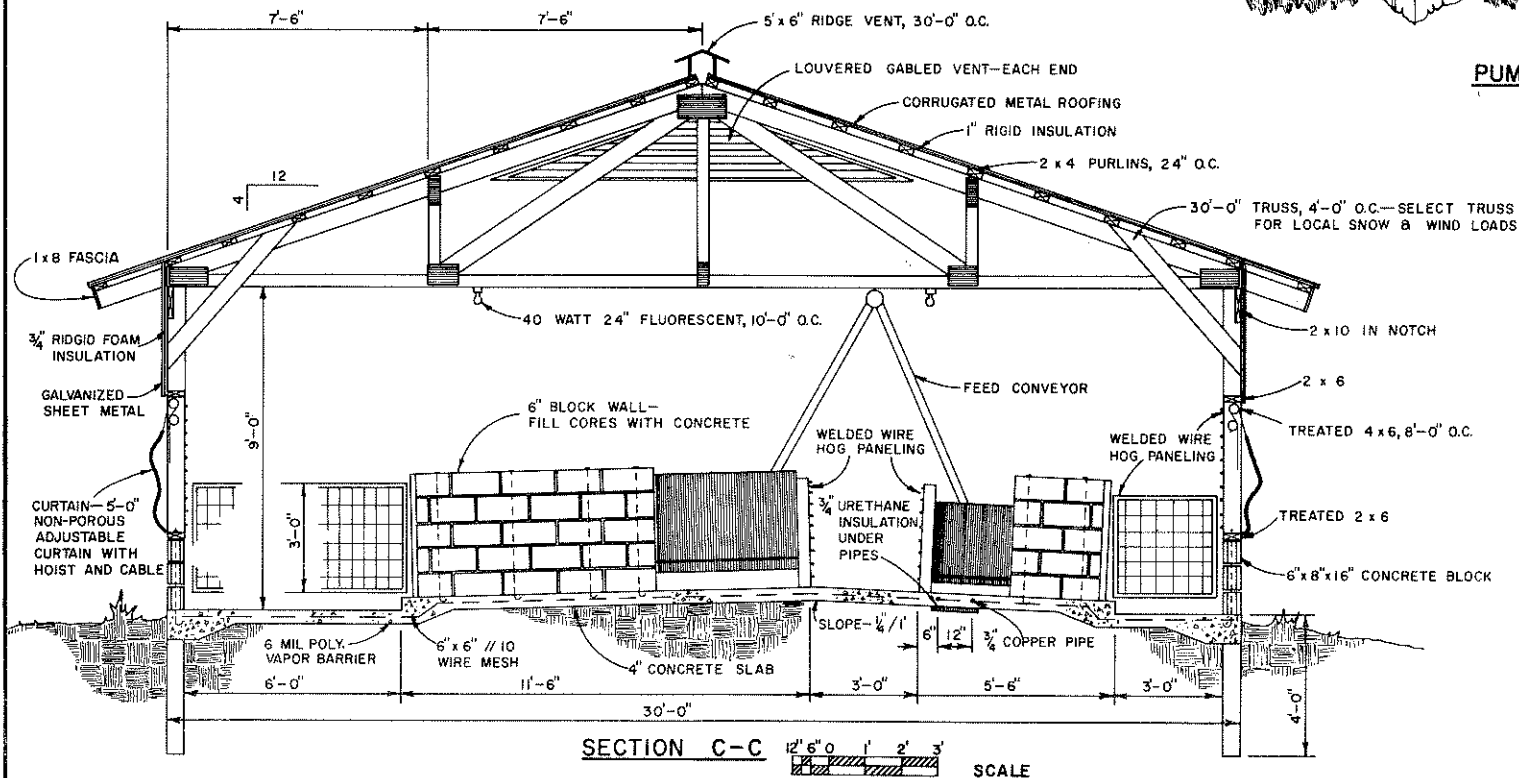 7'-6"
7'-6"
5' x 6" RIDGE VENT, 30'-0" O.C.
LOUVERED GABLED VENT—EACH END
PUM
CORRUGATED METAL ROOFING
1" RIGID INSULATION
2 x 4 PURLINS, 24" O.C.
12
4
30'-0" TRUSS, 4'-0" O.C.—SELECT TRUSS
FOR LOCAL SNOW & WIND LOADS
1 x 8 FASCIA
40 WATT 24" FLUORESCENT, 10'-0" O.C.
2 x 10 IN NOTCH
3/4" RIDGID FOAM
INSULATION
FEED CONVEYOR
2 x 6
GALVANIZED
SHEET METAL
9'-0"
6" BLOCK WALL—
FILL CORES WITH CONCRETE
WELDED WIRE
HOG PANELING
WELDED WIRE
HOG PANELING
TREATED 4 x 6, 8'-0" O.C.
CURTAIN—5'-0"
NON-POROUS
ADJUSTABLE
CURTAIN WITH
HOIST AND CABLE
3'-0"
3/4" URETHANE
INSULATION
UNDER
PIPES
TREATED 2 x 6
6"x 8"x 16" CONCRETE BLOCK
6 MIL POLY.
VAPOR BARRIER
6" x 6" // 10
WIRE MESH
4" CONCRETE SLAB
SLOPE-1/4 / 1'
6"
12"
3/4" COPPER PIPE
6'-0"
11'-6"
3'-0"
5'-6"
3'-0"
4'-0"
30'-0"
SECTION C-C
12" 6" 0 1' 2' 3'
SCALE